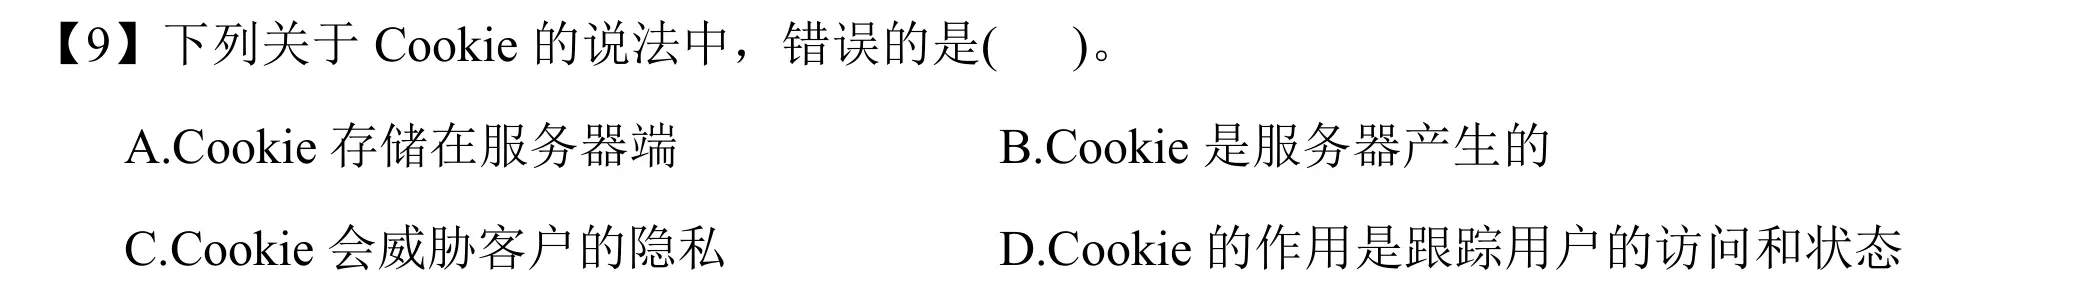 【9】下列关于 Cookie 的说法中，错误的是(    )。
A.Cookie 存储在服务器端    B.Cookie 是服务器产生的
C.Cookie 会威胁客户的隐私    D.Cookie 的作用是跟踪用户的访问和状态